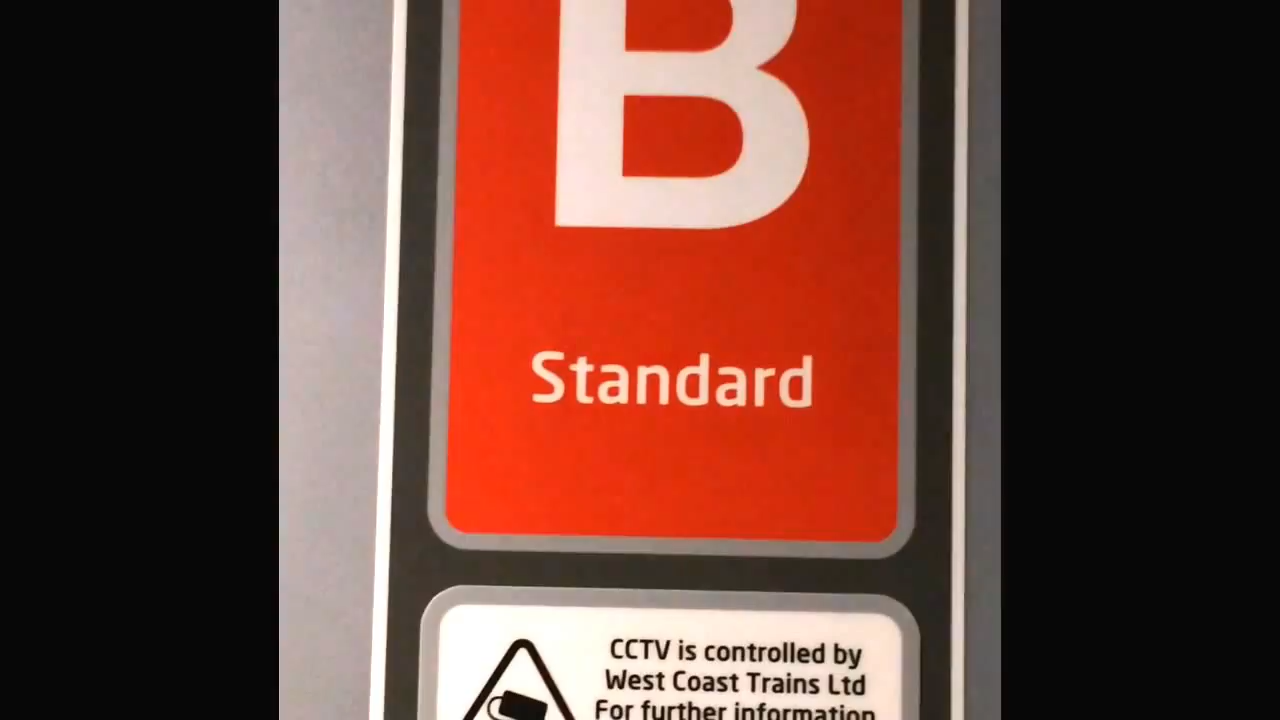 B
Standard
CCTV is controlled by
West Coast Trains Ltd
For further information